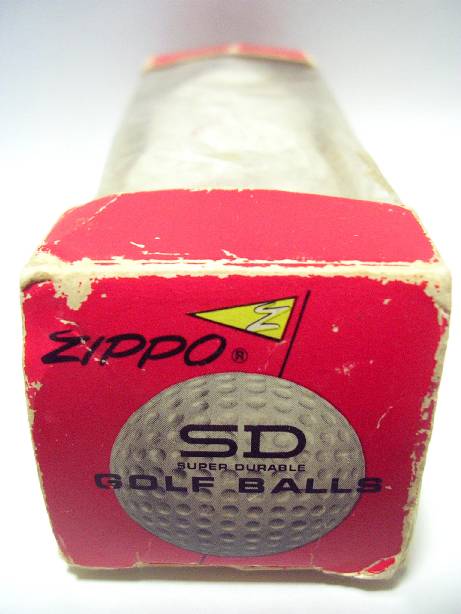 ZIPPO®
Z
SD
SUPER DURABLE
GOLF BALLS